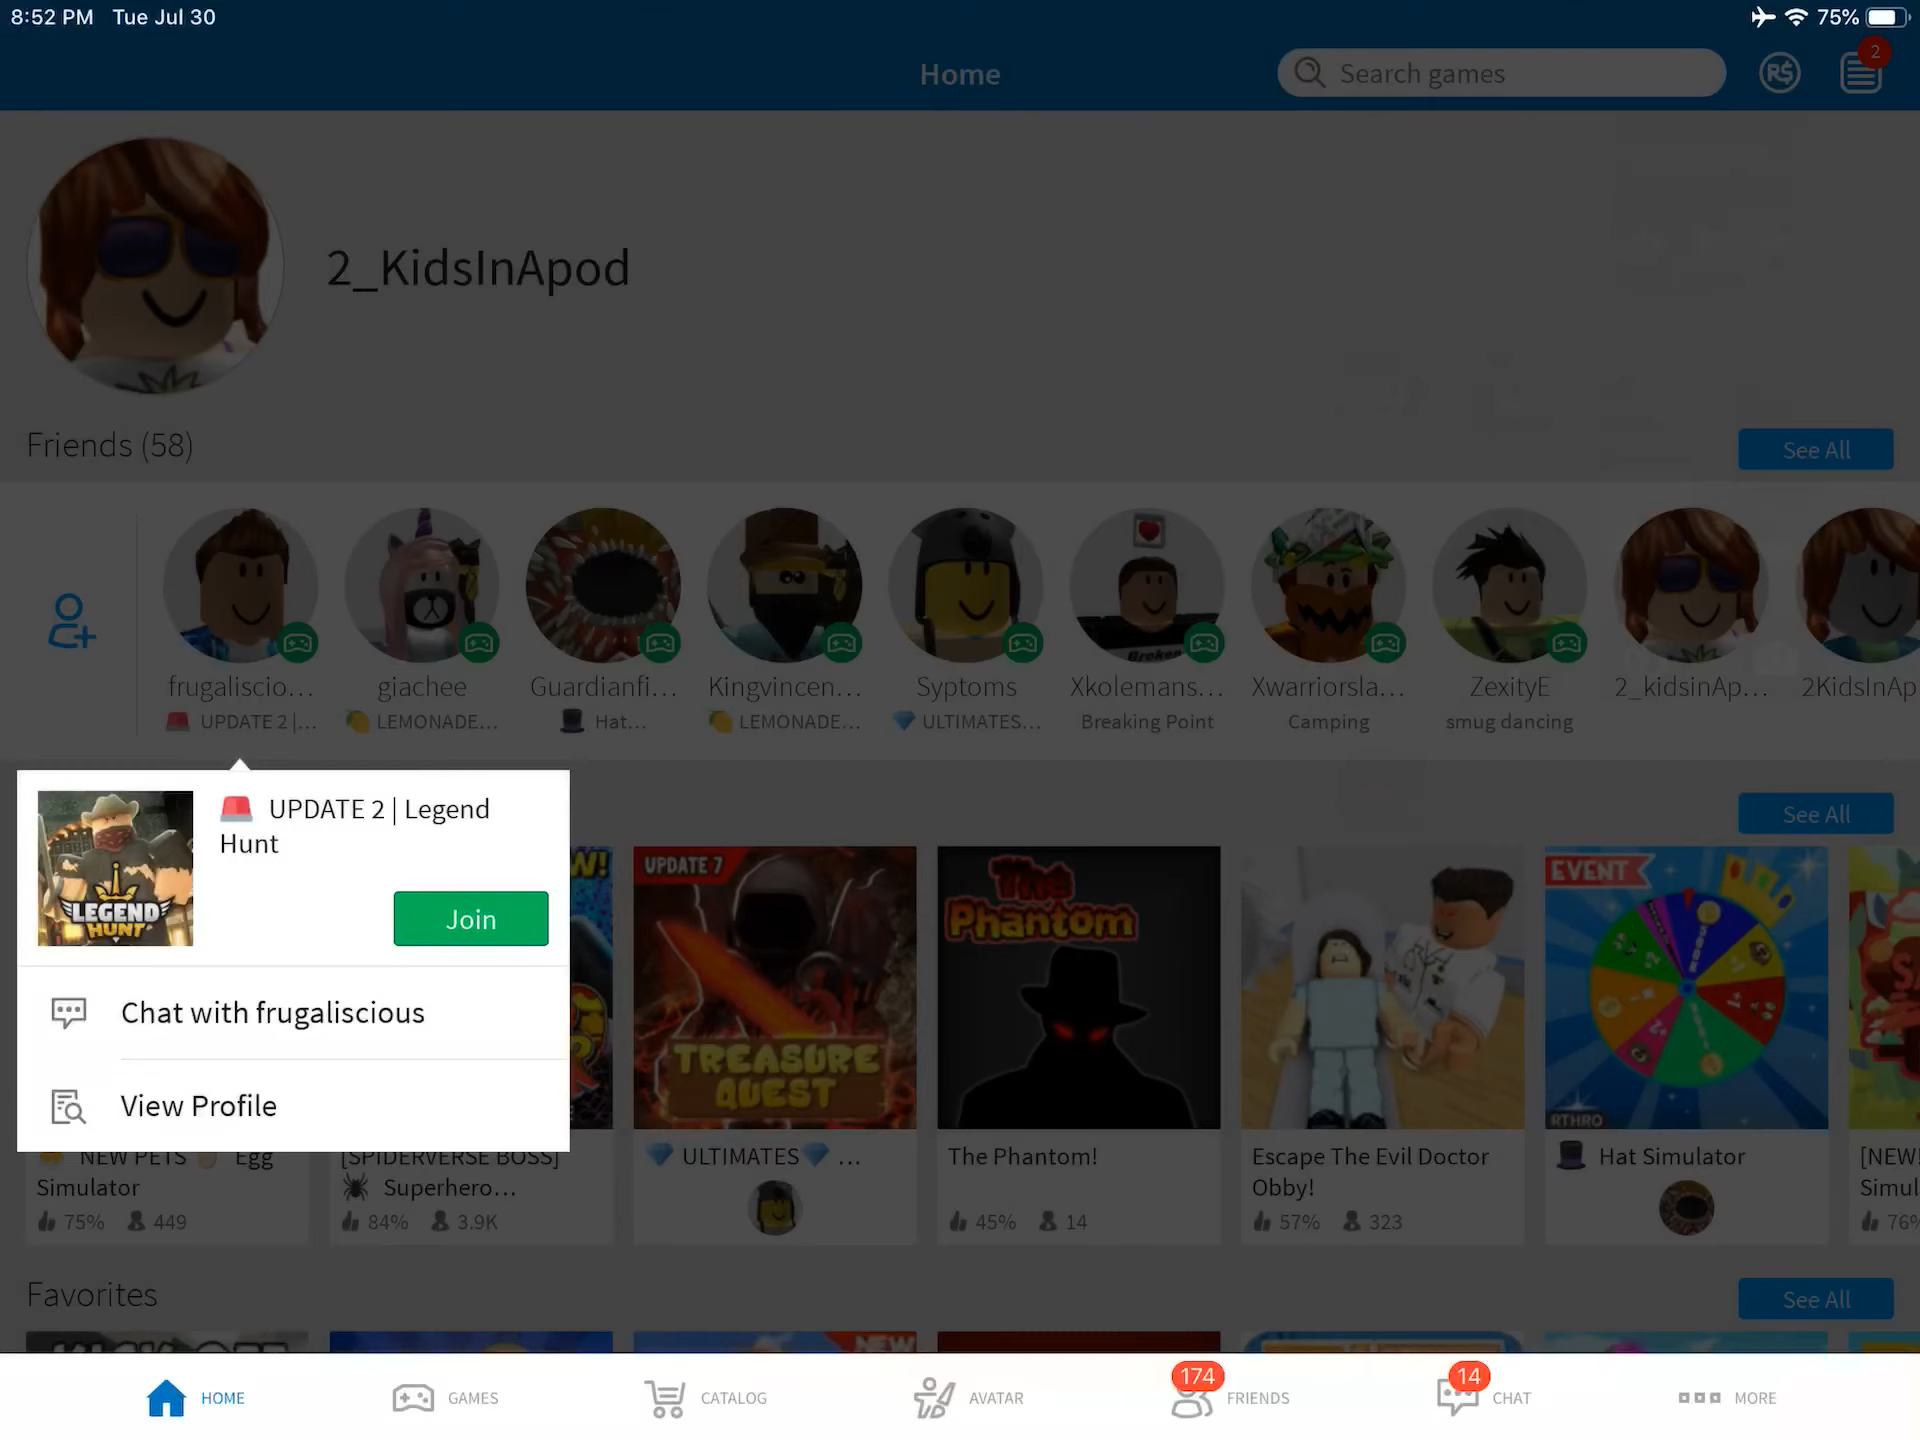 8:52 PM Tue Jul 30
75%
Home
Search games
R$
2
2_KidsInApod
Friends (58)
See All
frugaliscio...
giachee
Guardianfi...
Kingvincen...
Syptoms
Xkolemans...
Xwarriorsla...
ZexityE
2_kidsinAp...
2KidsInAp
UPDATE 2 |...
LEMONADE...
Hat...
LEMONADE...
ULTIMATES...
Breaking Point
Camping
smug dancing
Broken
UPDATE 2 | Legend
Hunt
LEGEND
HUNT
Join
Chat with frugaliscious
View Profile
See All
W!
UPDATE 7
TREASURE
QUEST
The
Phantom
EVENT
RTHRO
NEW PETS Egg
Simulator
75% 449
[SPIDERVERSE BOSS]
Superhero...
84% 3.9K
ULTIMATES ...
The Phantom!
45% 14
Escape The Evil Doctor
Obby!
57% 323
Hat Simulator
[NEW!
Simul
76%
Favorites
See All
NEW
HOME
GAMES
CATALOG
AVATAR
174
FRIENDS
14
CHAT
MORE